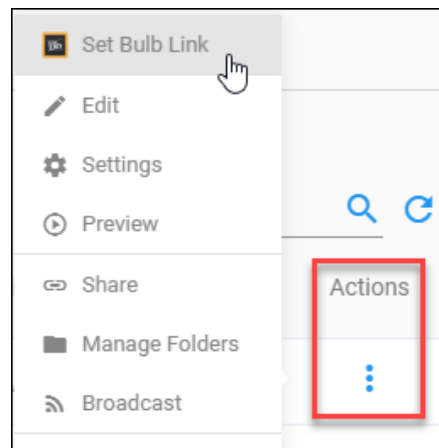 Set Bulb Link
Edit
Settings
Preview
Share
Actions
Manage Folders
Broadcast